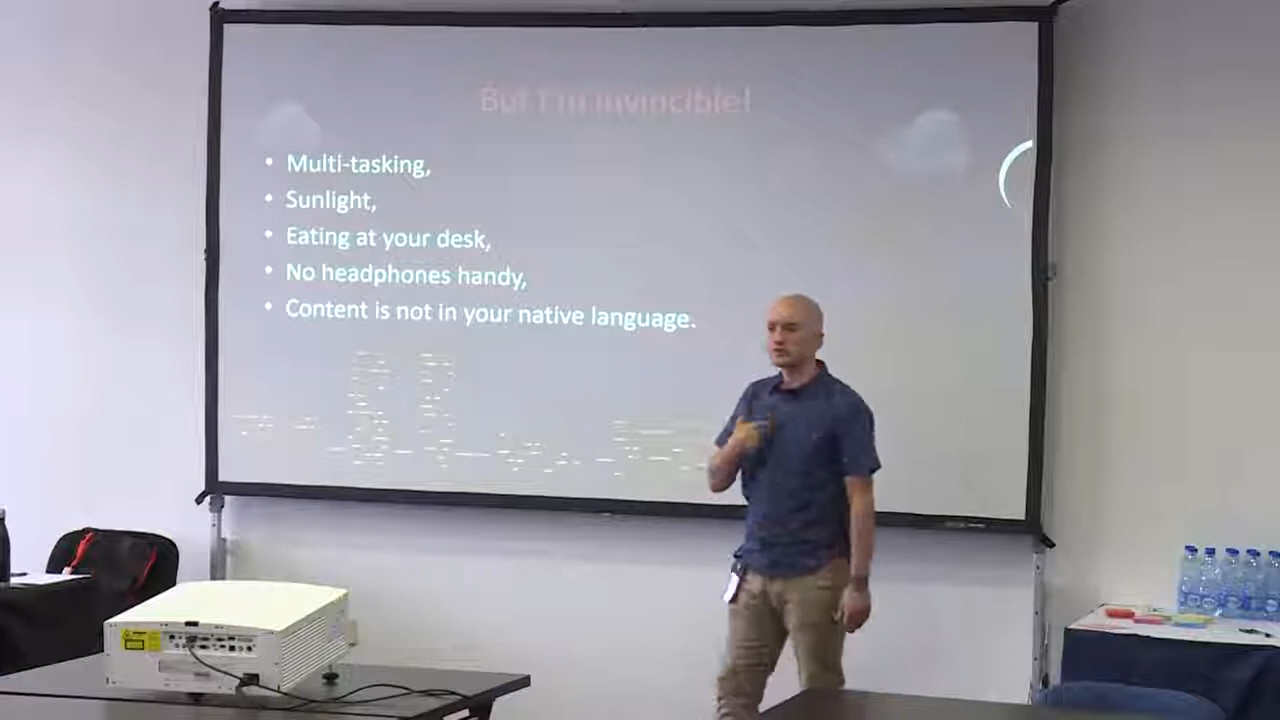 But I'm invincible!
• Multi-tasking,
• Sunlight,
• Eating at your desk,
• No headphones handy,
• Content is not in your native language.